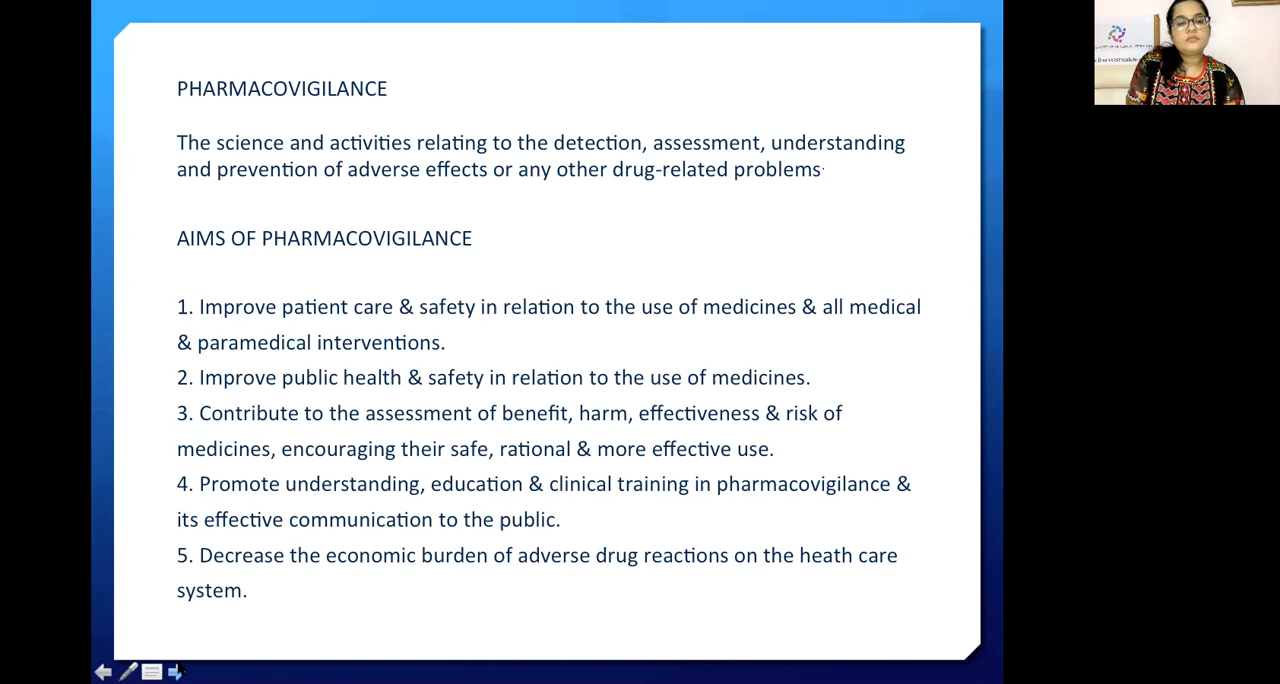 PHARMACOVIGILANCE
The science and activities relating to the detection, assessment, understanding
and prevention of adverse effects or any other drug-related problems.
AIMS OF PHARMACOVIGILANCE
1. Improve patient care & safety in relation to the use of medicines & all medical
& paramedical interventions.
2. Improve public health & safety in relation to the use of medicines.
3. Contribute to the assessment of benefit, harm, effectiveness & risk of
medicines, encouraging their safe, rational & more effective use.
4. Promote understanding, education & clinical training in pharmacovigilance &
its effective communication to the public.
5. Decrease the economic burden of adverse drug reactions on the heath care
system.